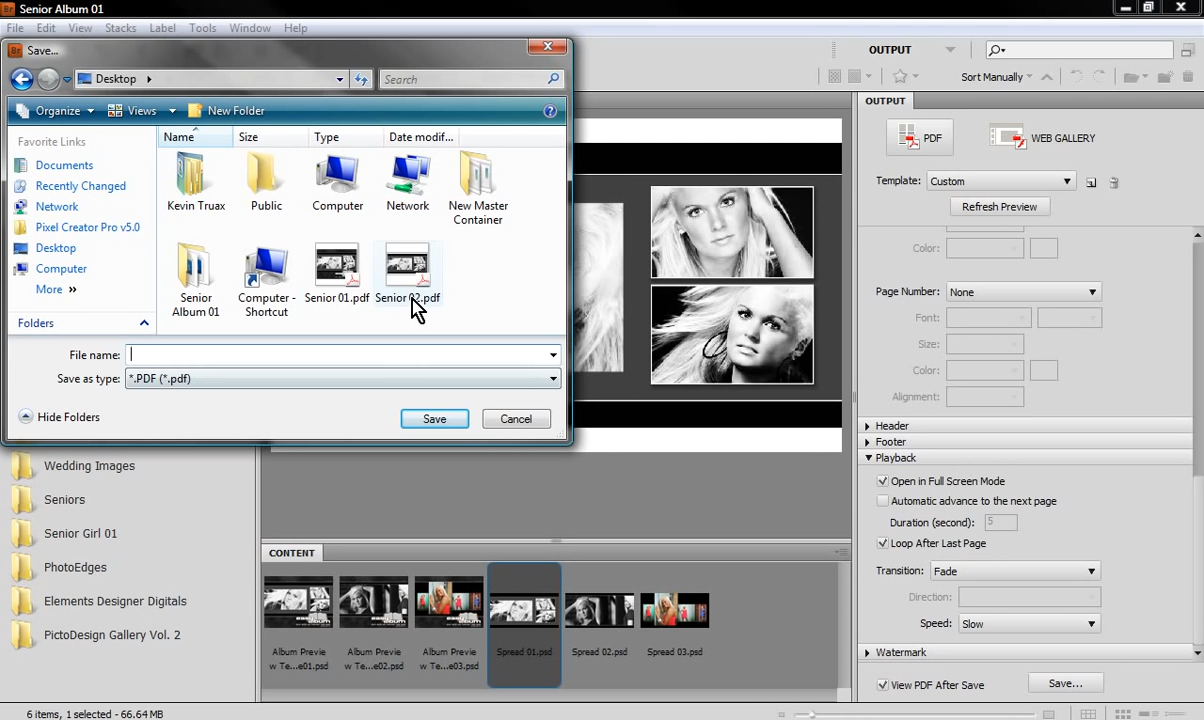 Senior Album 01
File Edit View Stacks Label Tools Window Help
Br Save...
OUTPUT
Desktop
Search
Sort Manually
Organize Views New Folder
OUTPUT
Favorite Links
Name Size Type Date modif...
PDF WEB GALLERY
Documents
Recently Changed
Template: Custom
Network
Kevin Truax Public Computer Network New Master Container
Refresh Preview
Pixel Creator Pro v5.0
Desktop
Color:
Computer
More »
Page Number: None
Senior Album 01 Computer - Shortcut Senior 01.pdf Senior 02.pdf
Font:
Folders
Size:
File name:
Color:
Save as type: *.PDF (*.pdf)
Alignment:
Hide Folders
Save Cancel
Header
Footer
Playback
Wedding Images
Open in Full Screen Mode
Seniors
Automatic advance to the next page
Duration (second): 5
Senior Girl 01
Loop After Last Page
CONTENT
PhotoEdges
Transition: Fade
Direction:
Elements Designer Digitals
Speed: Slow
PictoDesign Gallery Vol. 2
Album Previe Album Previe Album Previe Spread 01.psd Spread 02.psd Spread 03.psd
w Te...e01.psd w Te...e02.psd w Te...e03.psd
Watermark
View PDF After Save Save...
6 items, 1 selected - 66.64 MB